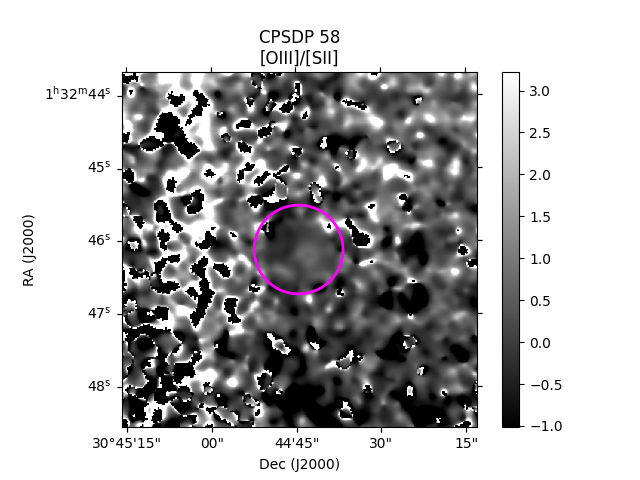 CPSDP 58
[OIII]/[SII]
1ʰ32ᵐ44ˢ
45ˢ
46ˢ
47ˢ
48ˢ
RA (J2000)
30°45'15" 00" 44'45" 30" 15"
Dec (J2000)
3.0
2.5
2.0
1.5
1.0
0.5
0.0
−0.5
−1.0